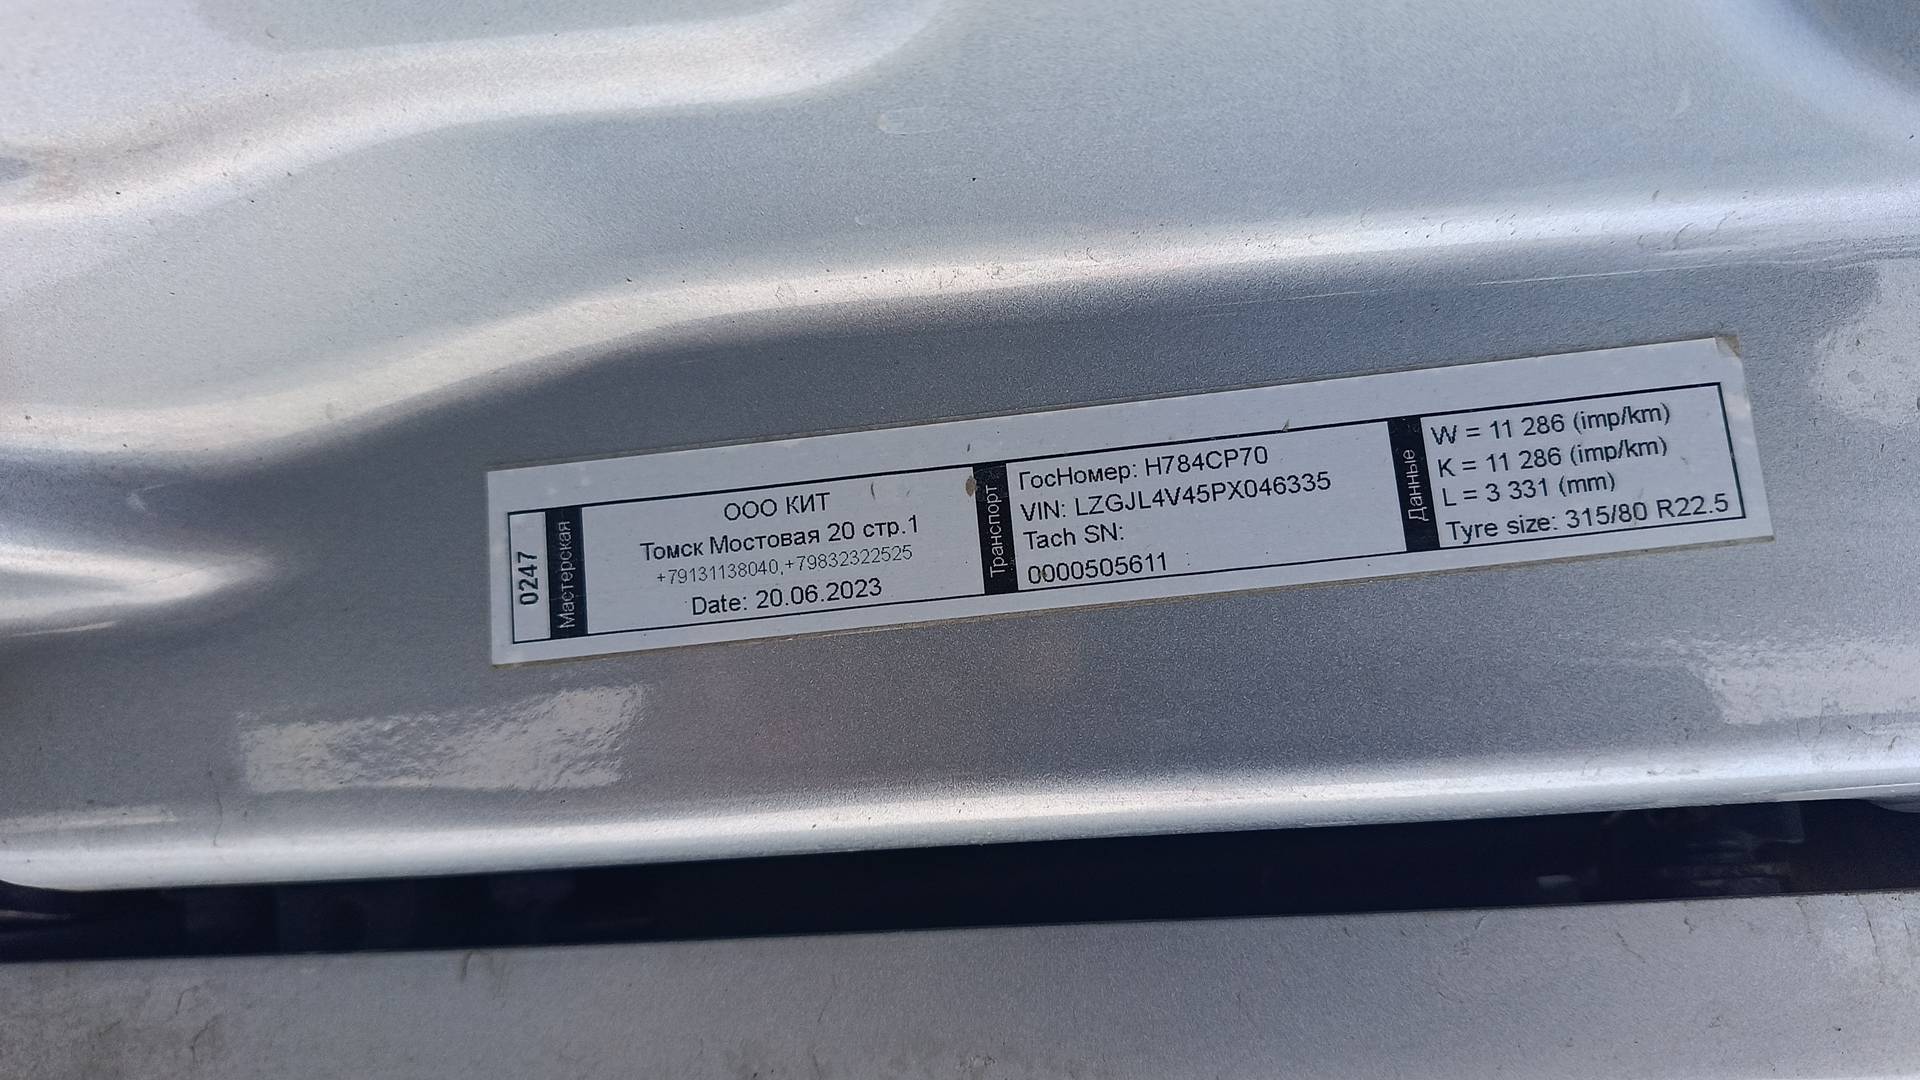 0247
Мастерская
ООО КИТ
Томск Мостовая 20 стр.1
+79131138040,+79832322525
Date: 20.06.2023
Транспорт
ГосНомер: Н784СР70
VIN: LZGJL4V45PX046335
Tach SN:
0000505611
Данные
W = 11 286 (imp/km)
K = 11 286 (imp/km)
L = 3 331 (mm)
Tyre size: 315/80 R22.5